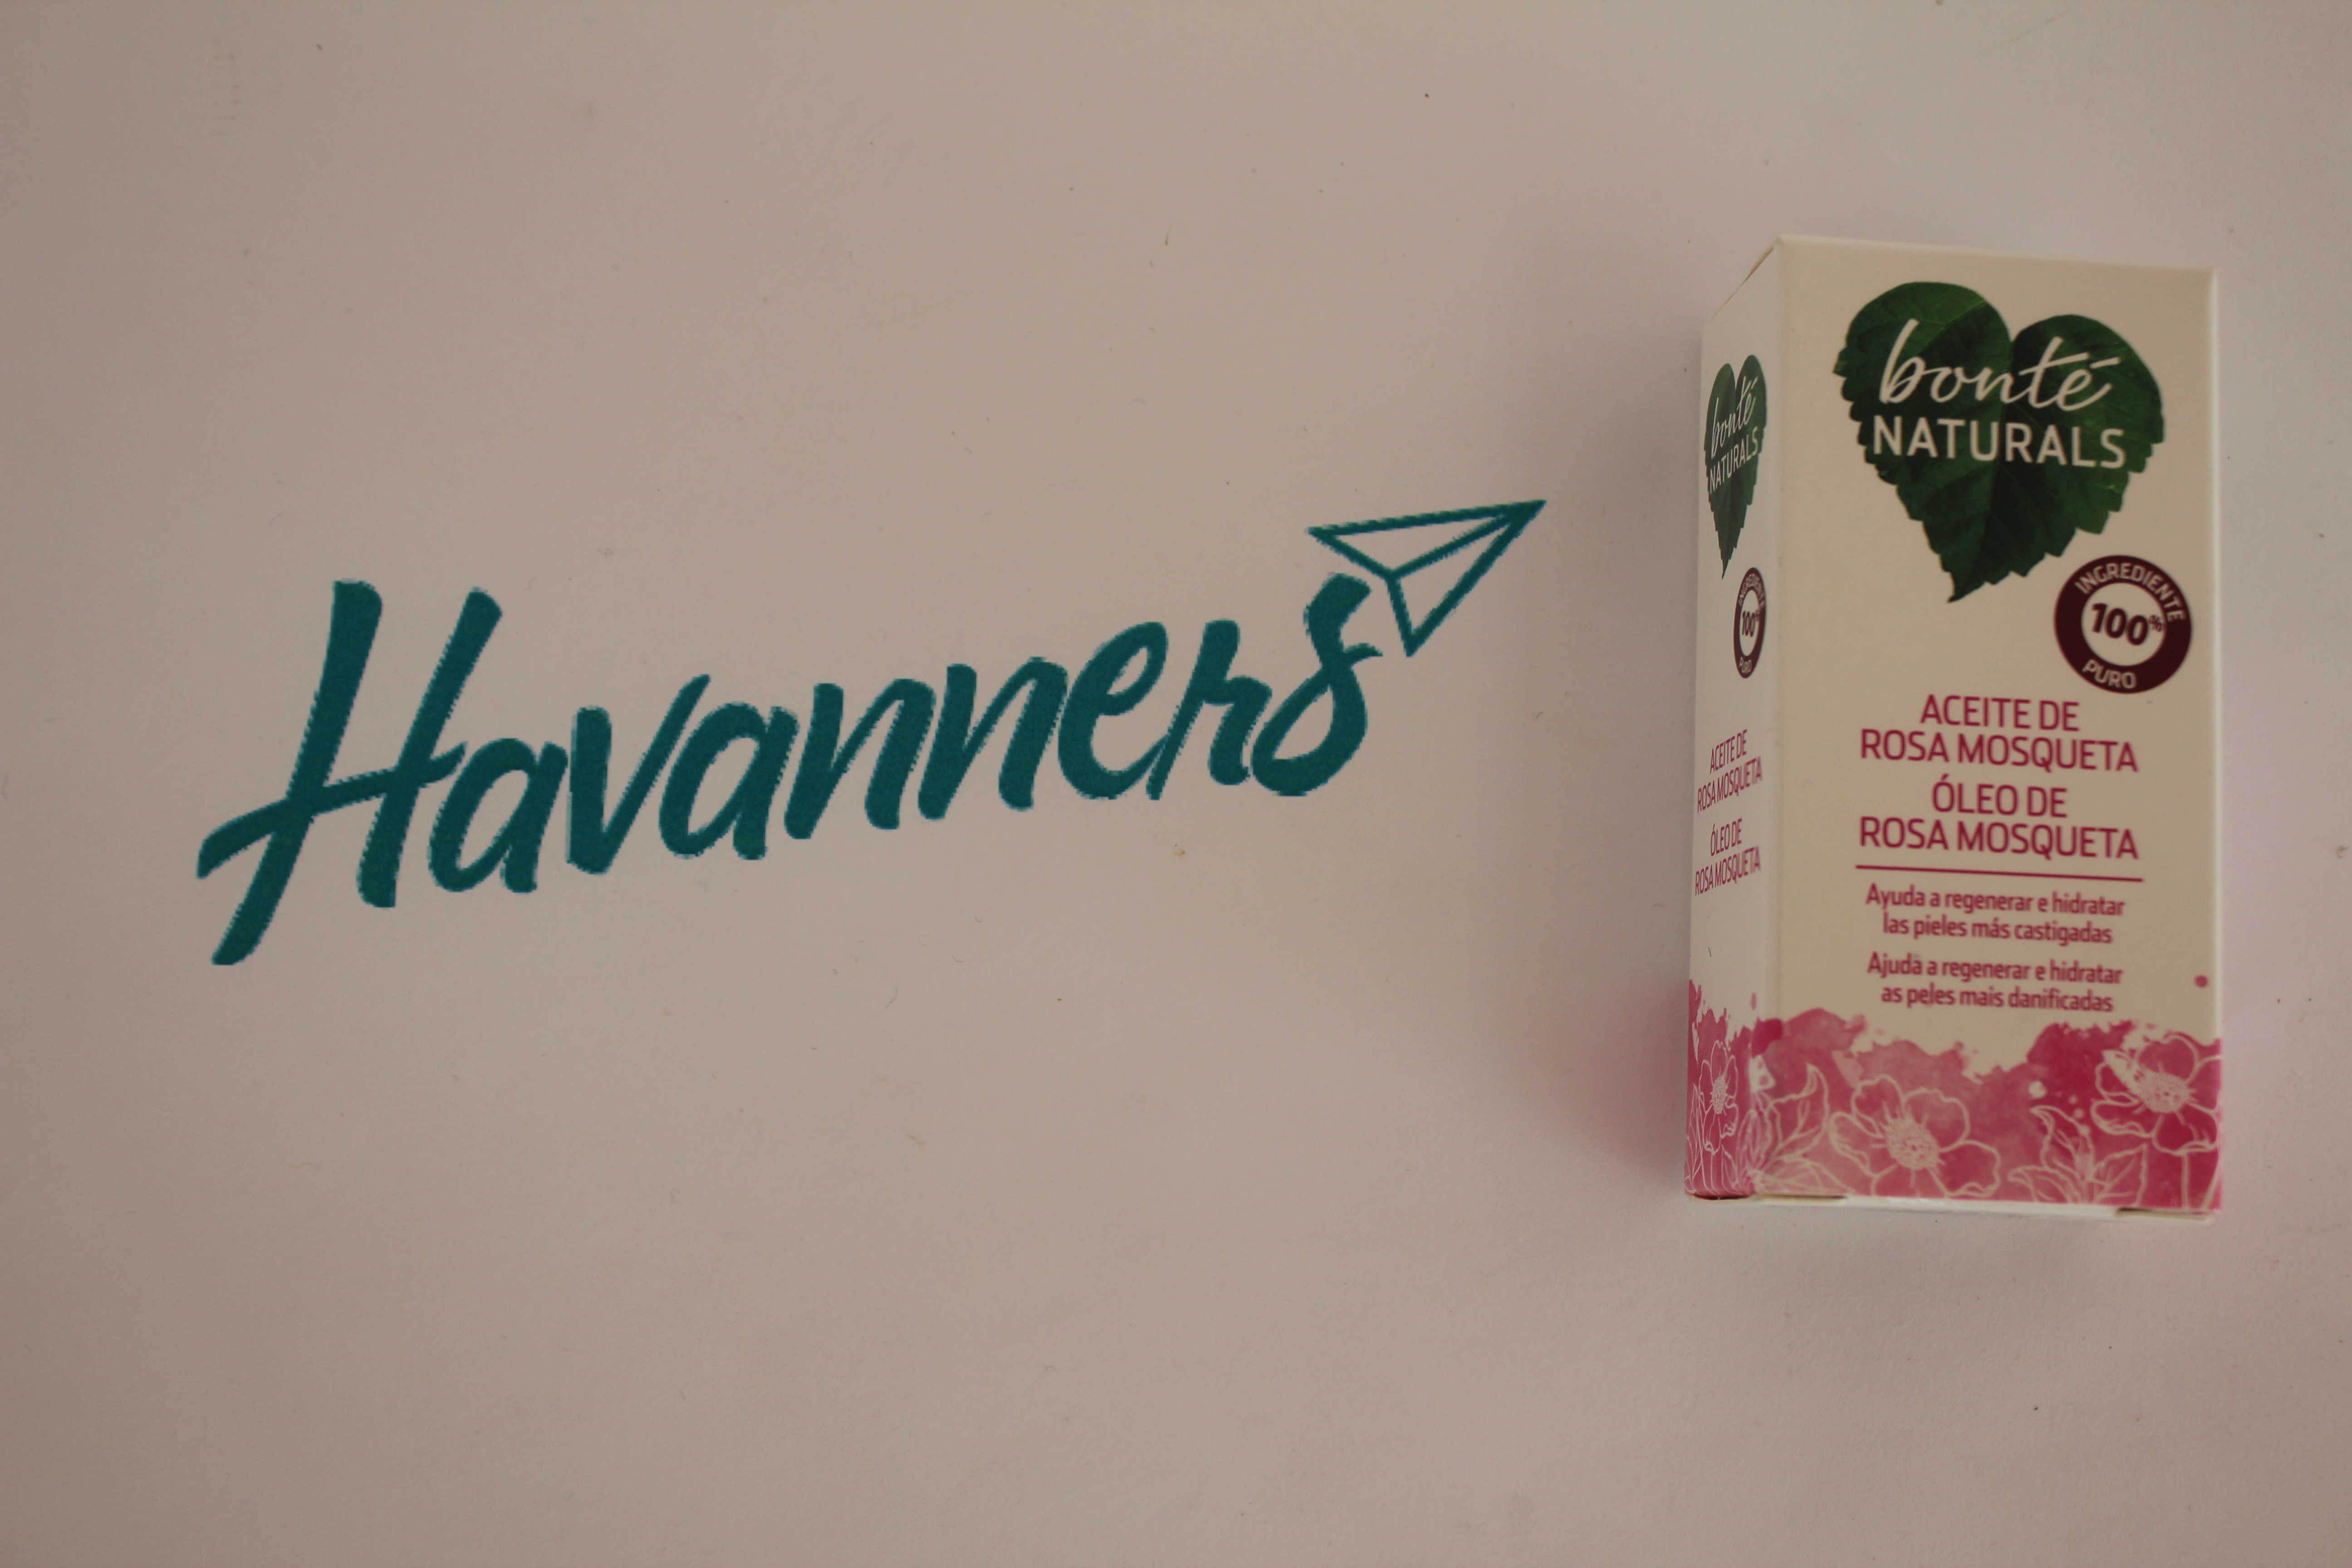 Havanners
bonté
NATURALS
INGREDIENTE
100%
PURO
ACEITE DE
ROSA MOSQUETA
ÓLEO DE
ROSA MOSQUETA
Ayuda a regenerar e hidratar
las pieles más castigadas
Ajuda a regenerar e hidratar
as peles mais danificadas
bonté
NATURALS
INGREDIENTE
100%
PURO
ACEITE DE
ROSA MOSQUETA
ÓLEO DE
ROSA MOSQUETA